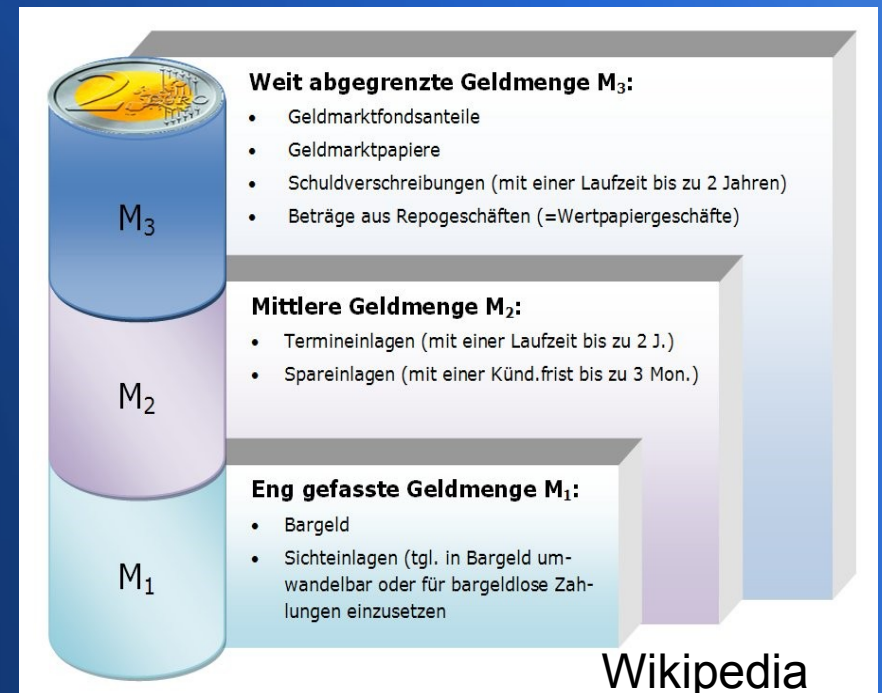 2 EURO
Weit abgegrenzte Geldmenge M₃:
• Geldmarktfondsanteile
• Geldmarktpapiere
• Schuldverschreibungen (mit einer Laufzeit bis zu 2 Jahren)
• Beträge aus Repogeschäften (=Wertpapiergeschäfte)
M₃
Mittlere Geldmenge M₂:
• Termineinlagen (mit einer Laufzeit bis zu 2 J.)
• Spareinlagen (mit einer Künd.frist bis zu 3 Mon.)
M₂
Eng gefasste Geldmenge M₁:
• Bargeld
• Sichteinlagen (tgl. in Bargeld um-
wandelbar oder für bargeldlose Zah-
lungen einzusetzen
M₁
Wikipedia